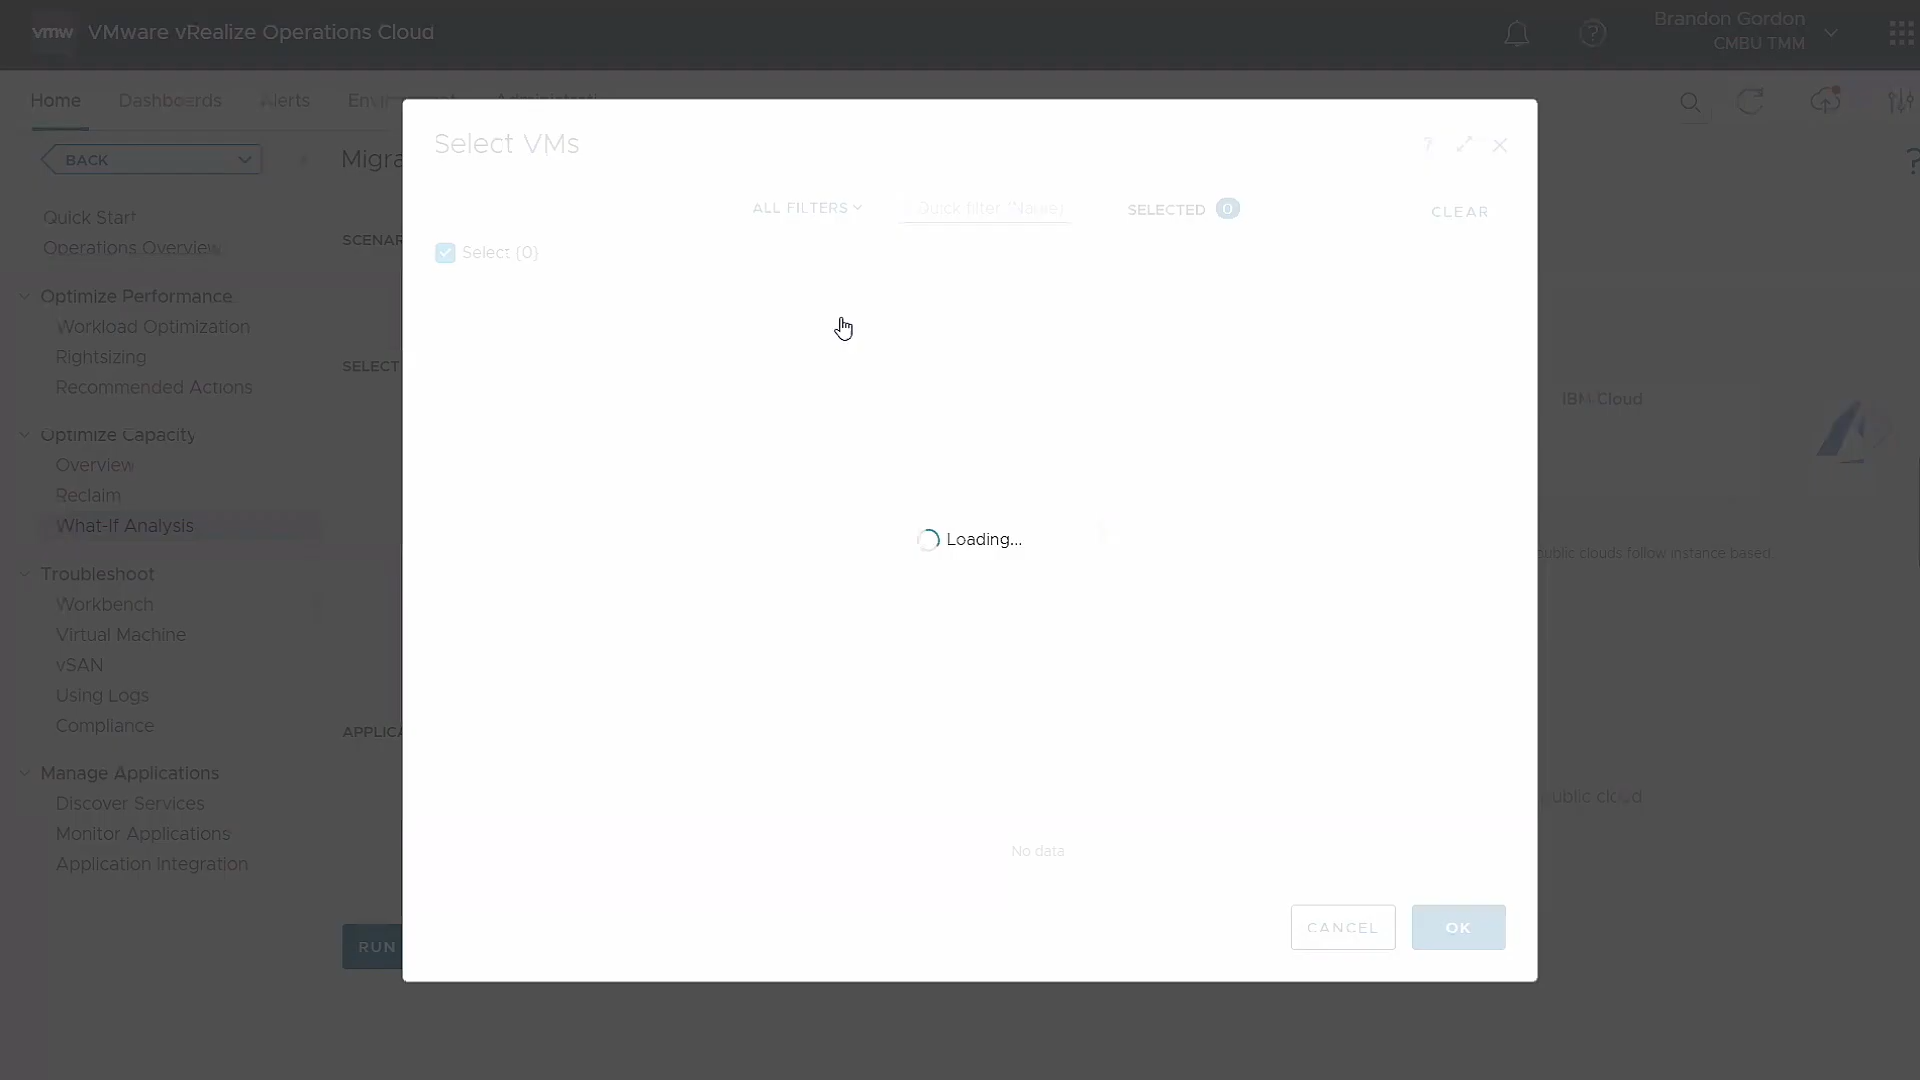 vmw VMware vRealize Operations Cloud
Brandon Gordon
CMBU TMM
Home Dashboards Alerts
BACK
Quick Start
Operations Overview
Optimize Performance
Workload Optimization
Rightsizing
Recommended Actions
Optimize Capacity
Overview
Reclaim
What-If Analysis
Troubleshoot
Workbench
Virtual Machine
vSAN
Using Logs
Compliance
Manage Applications
Discover Services
Monitor Applications
Application Integration
Migra
SCENAR
SELECT
APPLICA
RUN
Select VMs
?
ALL FILTERS
Quick filter (Name)
SELECTED 0
CLEAR
Select (0)
Loading...
No data
CANCEL
OK
IBM Cloud
public clouds follow instance based
public cloud